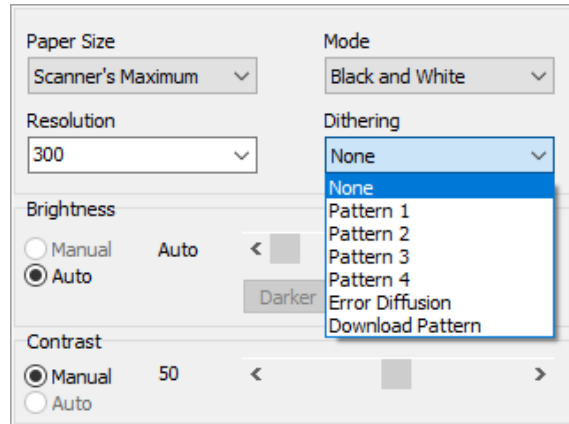 Paper Size
Mode
Scanner's Maximum
Black and White
Resolution
Dithering
300
None
None
Pattern 1
Pattern 2
Pattern 3
Pattern 4
Error Diffusion
Download Pattern
Brightness
Manual
Auto
Auto
Darker
Contrast
Manual
50
Auto